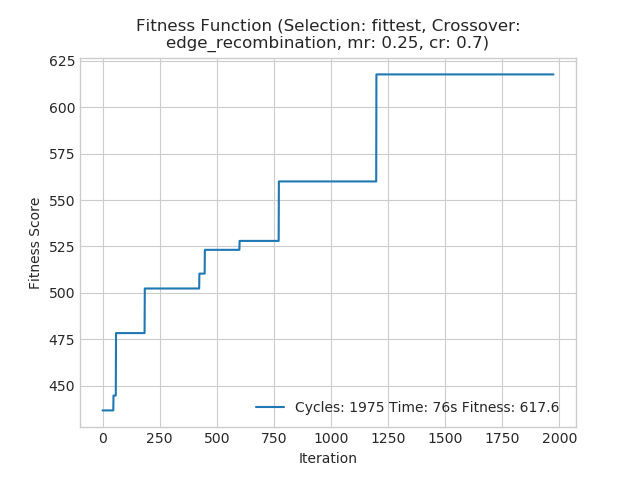 Fitness Function (Selection: fittest, Crossover:
edge_recombination, mr: 0.25, cr: 0.7)
625
600
575
550
525
500
475
450
Fitness Score
Cycles: 1975 Time: 76s Fitness: 617.6
0 250 500 750 1000 1250 1500 1750 2000
Iteration